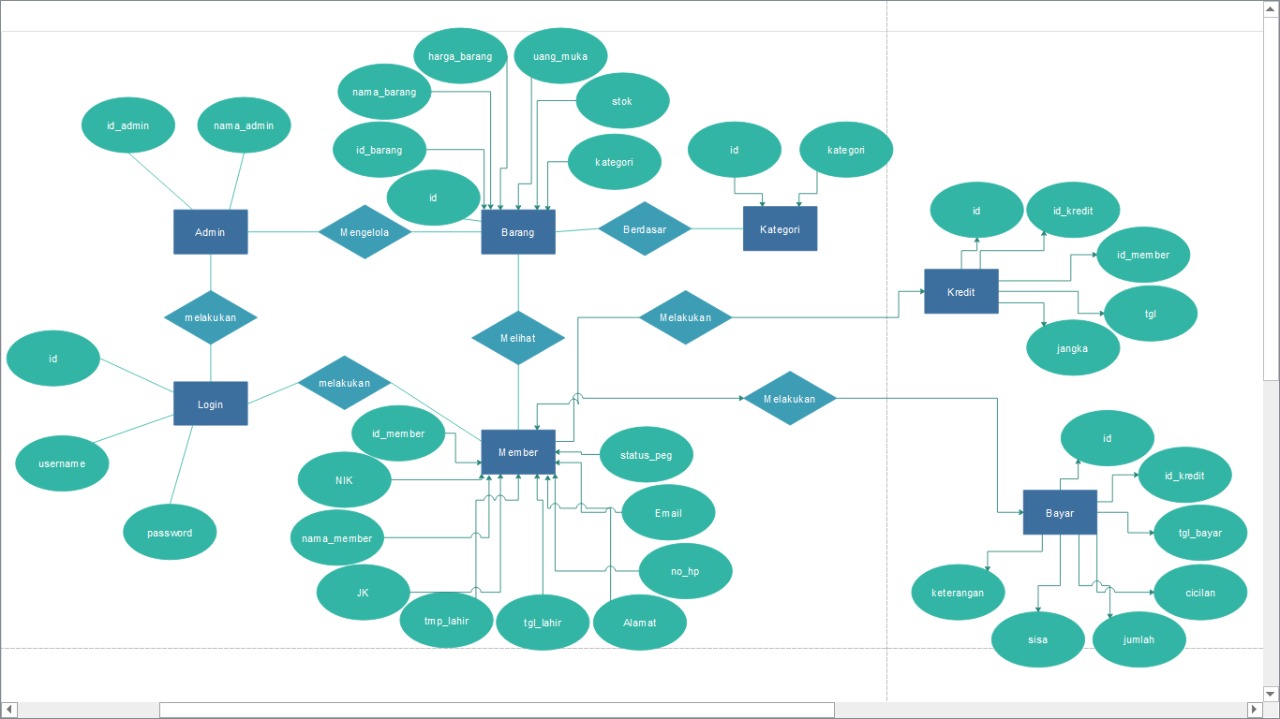 harga_barang
uang_muka
nama_barang
stok
id_admin
nama_admin
id_barang
kategori
id
kategori
id
id
id_kredit
Admin
Mengelola
Barang
Berdasar
Kategori
id_member
Kredit
tgl
melakukan
Melihat
Melakukan
jangka
id
Login
melakukan
Melakukan
id_member
id
username
NIK
Member
status_peg
id_kredit
password
nama_member
Email
Bayar
tgl_bayar
JK
no_hp
keterangan
cicilan
tmp_lahir
tgl_lahir
Alamat
sisa
jumlah